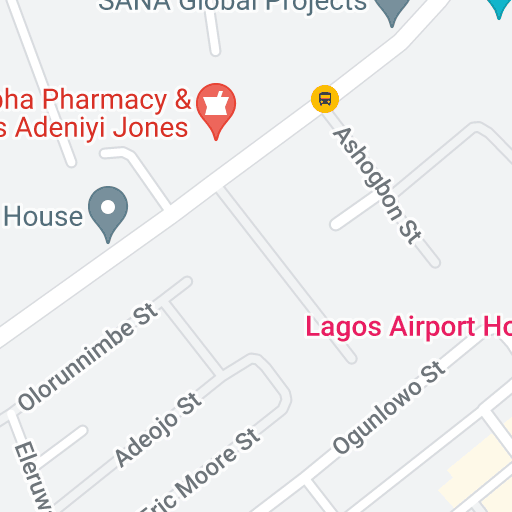 SANA Global Projects
pha Pharmacy &
s Adeniyi Jones
Ashogbon St
House
Lagos Airport Ho
Olorunnimbe St
Ogunlowo St
Adeojo St
Eric Moore St
Eleruw